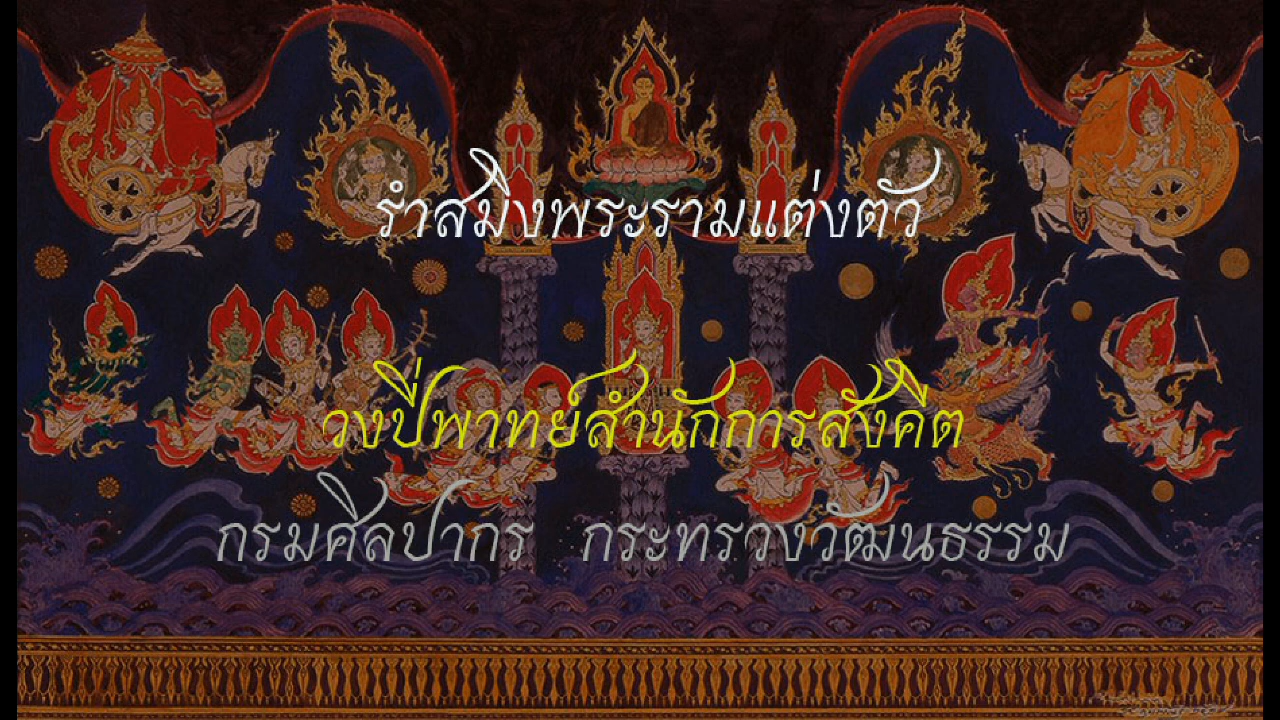 รำสมิงพระรามแต่งตัว
วงปี่พาทย์สำนักการสังคีต
กรมศิลปากร กระทรวงวัฒนธรรม